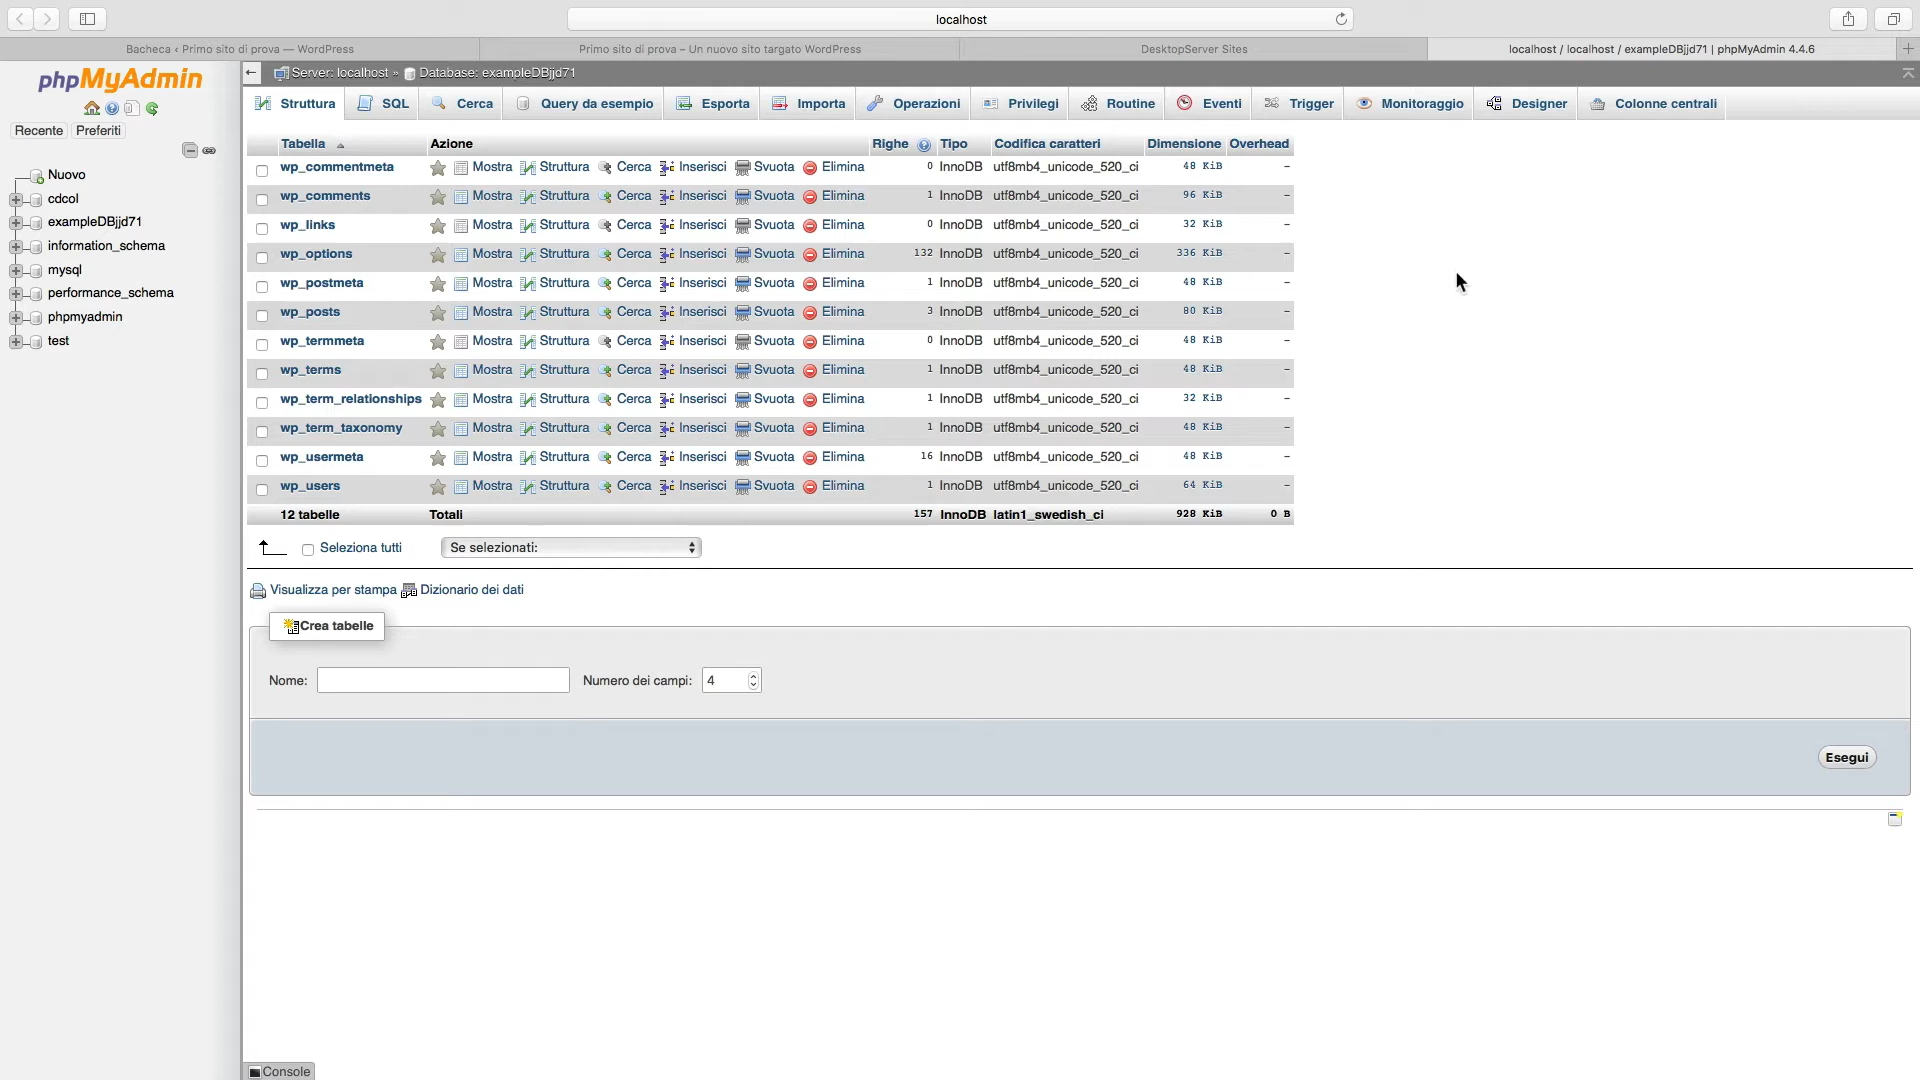 localhost
Bacheca ‹ Primo sito di prova — WordPress
Primo sito di prova – Un nuovo sito targato WordPress
DesktopServer Sites
localhost / localhost / exampleDBjjd71 | phpMyAdmin 4.4.6
phpMyAdmin
Recente Preferiti
Nuovo
cdcol
exampleDBjjd71
information_schema
mysql
performance_schema
phpmyadmin
test
Server: localhost » Database: exampleDBjjd71
Struttura SQL Cerca Query da esempio Esporta Importa Operazioni Privilegi Routine Eventi Trigger Monitoraggio Designer Colonne centrali
Tabella Azione Righe Tipo Codifica caratteri Dimensione Overhead
wp_commentmeta Mostra Struttura Cerca Inserisci Svuota Elimina 0 InnoDB utf8mb4_unicode_520_ci 48 KiB –
wp_comments Mostra Struttura Cerca Inserisci Svuota Elimina 1 InnoDB utf8mb4_unicode_520_ci 96 KiB –
wp_links Mostra Struttura Cerca Inserisci Svuota Elimina 0 InnoDB utf8mb4_unicode_520_ci 32 KiB –
wp_options Mostra Struttura Cerca Inserisci Svuota Elimina 132 InnoDB utf8mb4_unicode_520_ci 336 KiB –
wp_postmeta Mostra Struttura Cerca Inserisci Svuota Elimina 1 InnoDB utf8mb4_unicode_520_ci 48 KiB –
wp_posts Mostra Struttura Cerca Inserisci Svuota Elimina 3 InnoDB utf8mb4_unicode_520_ci 80 KiB –
wp_termmeta Mostra Struttura Cerca Inserisci Svuota Elimina 0 InnoDB utf8mb4_unicode_520_ci 48 KiB –
wp_terms Mostra Struttura Cerca Inserisci Svuota Elimina 1 InnoDB utf8mb4_unicode_520_ci 48 KiB –
wp_term_relationships Mostra Struttura Cerca Inserisci Svuota Elimina 1 InnoDB utf8mb4_unicode_520_ci 32 KiB –
wp_term_taxonomy Mostra Struttura Cerca Inserisci Svuota Elimina 1 InnoDB utf8mb4_unicode_520_ci 48 KiB –
wp_usermeta Mostra Struttura Cerca Inserisci Svuota Elimina 16 InnoDB utf8mb4_unicode_520_ci 48 KiB –
wp_users Mostra Struttura Cerca Inserisci Svuota Elimina 1 InnoDB utf8mb4_unicode_520_ci 64 KiB –
12 tabelle Totali 157 InnoDB latin1_swedish_ci 928 KiB 0 B
Seleziona tutti Se selezionati:
Visualizza per stampa Dizionario dei dati
Crea tabelle
Nome: Numero dei campi: 4
Esegui
Console